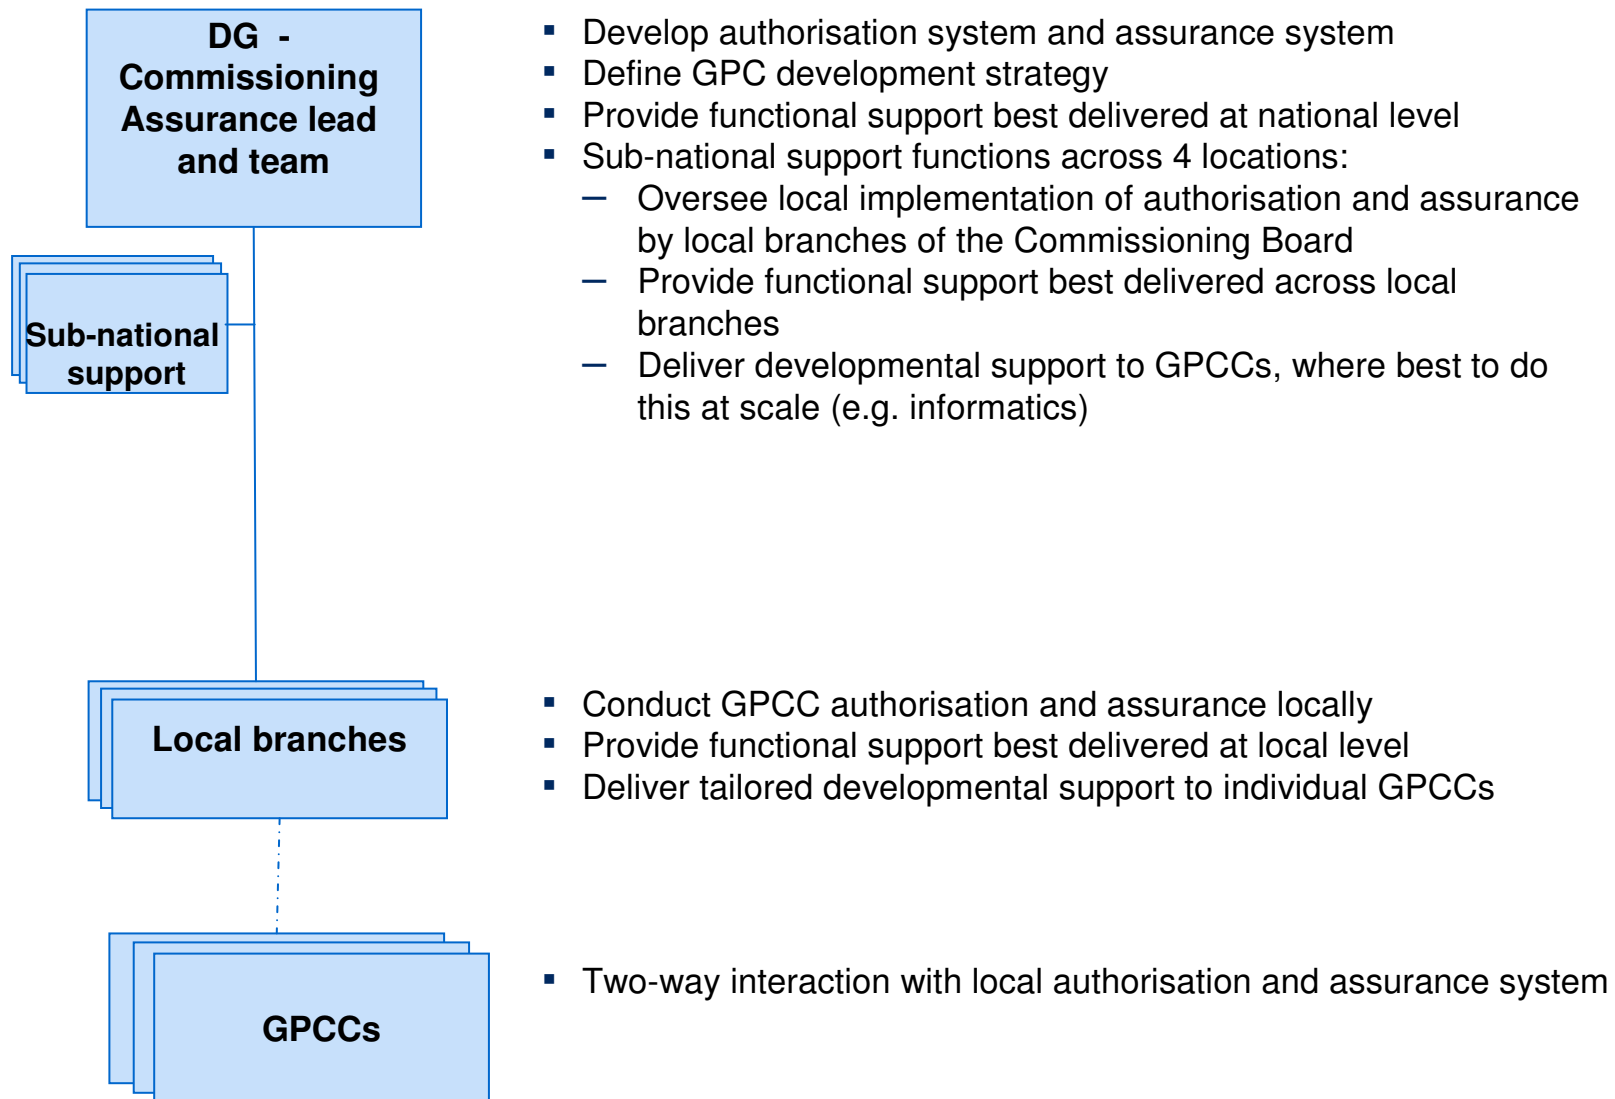 DG -
Commissioning
Assurance lead
and team
▪ Develop authorisation system and assurance system
▪ Define GPC development strategy
▪ Provide functional support best delivered at national level
▪ Sub-national support functions across 4 locations:
– Oversee local implementation of authorisation and assurance
by local branches of the Commissioning Board
– Provide functional support best delivered across local
branches
– Deliver developmental support to GPCCs, where best to do
this at scale (e.g. informatics)
Sub-national
support
Local branches
▪ Conduct GPCC authorisation and assurance locally
▪ Provide functional support best delivered at local level
▪ Deliver tailored developmental support to individual GPCCs
GPCCs
▪ Two-way interaction with local authorisation and assurance system